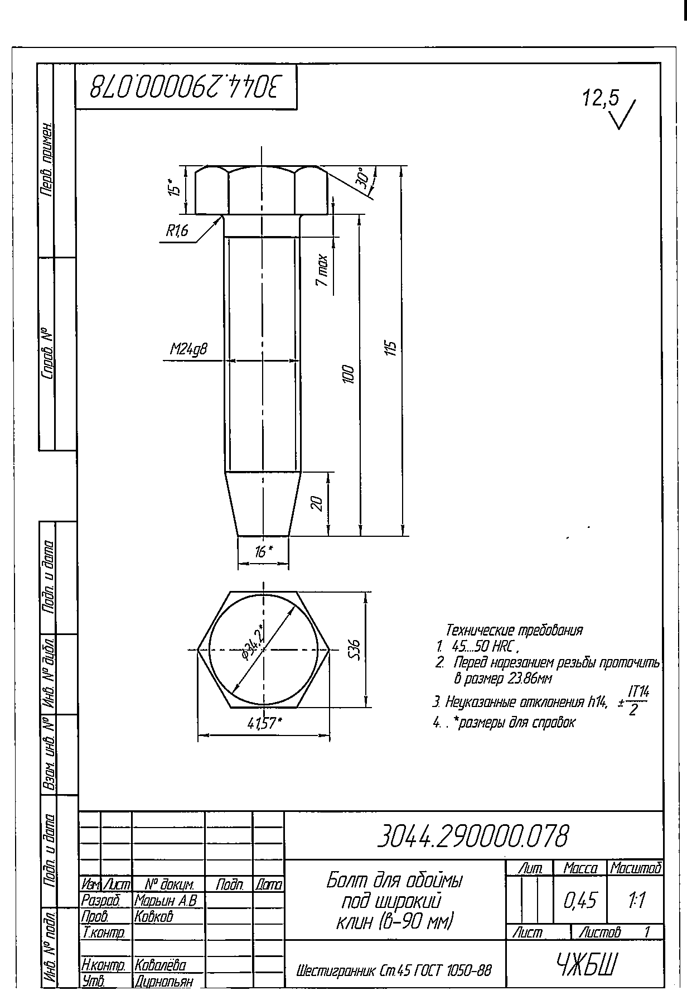 3044.290000.078
12,5
Перв. примен.
Справ. №
Подп. и дата
Инв. № дубл.
Взам. инв. №
Подп. и дата
Инв. № подл.
15*
30°
R1,6
7 max
M24g8
100
115
20
16*
Ф34.2*
S36
41,57*
Технические требования
1. 45....50 HRC,
2. Перед нарезанием резьбы проточить
в размер 23.86мм
3. Неуказанные отклонения h14, ± IT14
2
4. . *размеры для справок
3044.290000.078
Изм Лист № доким. Подп. Дата
Разраб. Марьин А.В
Пров. Ковков
Т.контр.
Н.контр. Ковалёва
Утв. Дирнопьян
Болт для обоймы
под широкий
клин (в-90 мм)
Лит. Масса Масштаб
0,45 1:1
Лист Листов 1
Шестигранник Ст.45 ГОСТ 1050-88
ЧЖБШ